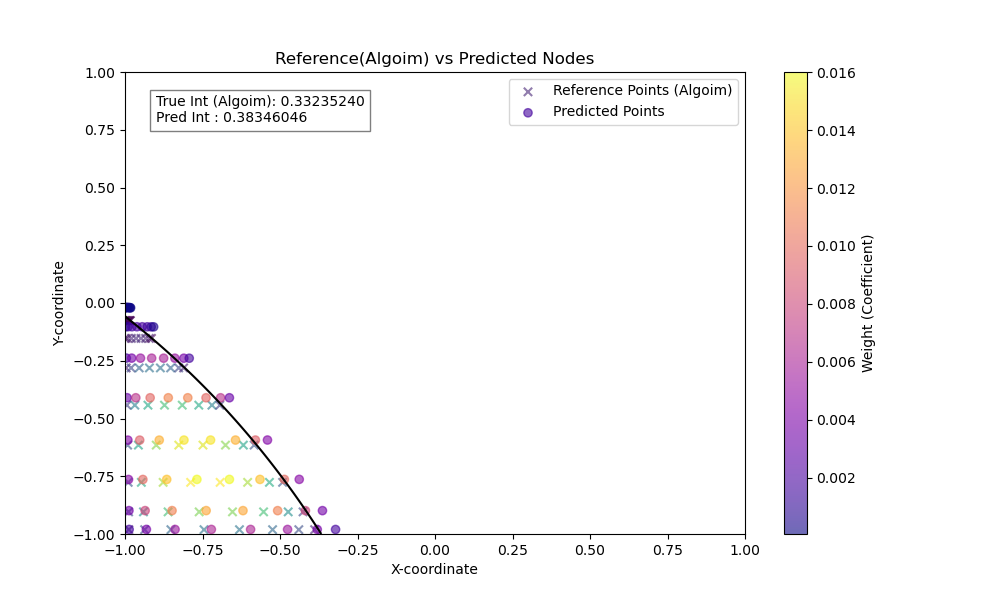 Reference(Algoim) vs Predicted Nodes
True Int (Algoim): 0.33235240
Pred Int : 0.38346046
Reference Points (Algoim)
Predicted Points
1.00
0.75
0.50
0.25
0.00
−0.25
−0.50
−0.75
−1.00
Y-coordinate
−1.00 −0.75 −0.50 −0.25 0.00 0.25 0.50 0.75 1.00
X-coordinate
0.016
0.014
0.012
0.010
0.008
0.006
0.004
0.002
Weight (Coefficient)